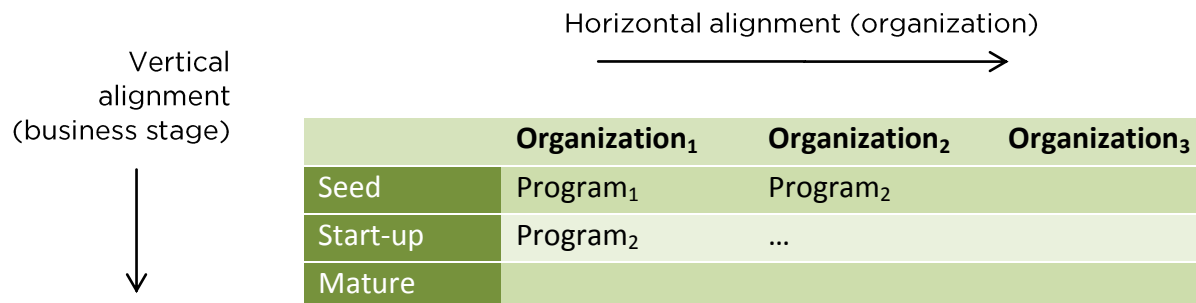 Horizontal alignment (organization)
Vertical
alignment
(business stage)
Organization₁ Organization₂ Organization₃
Seed Program₁ Program₂
Start-up Program₂ ...
Mature